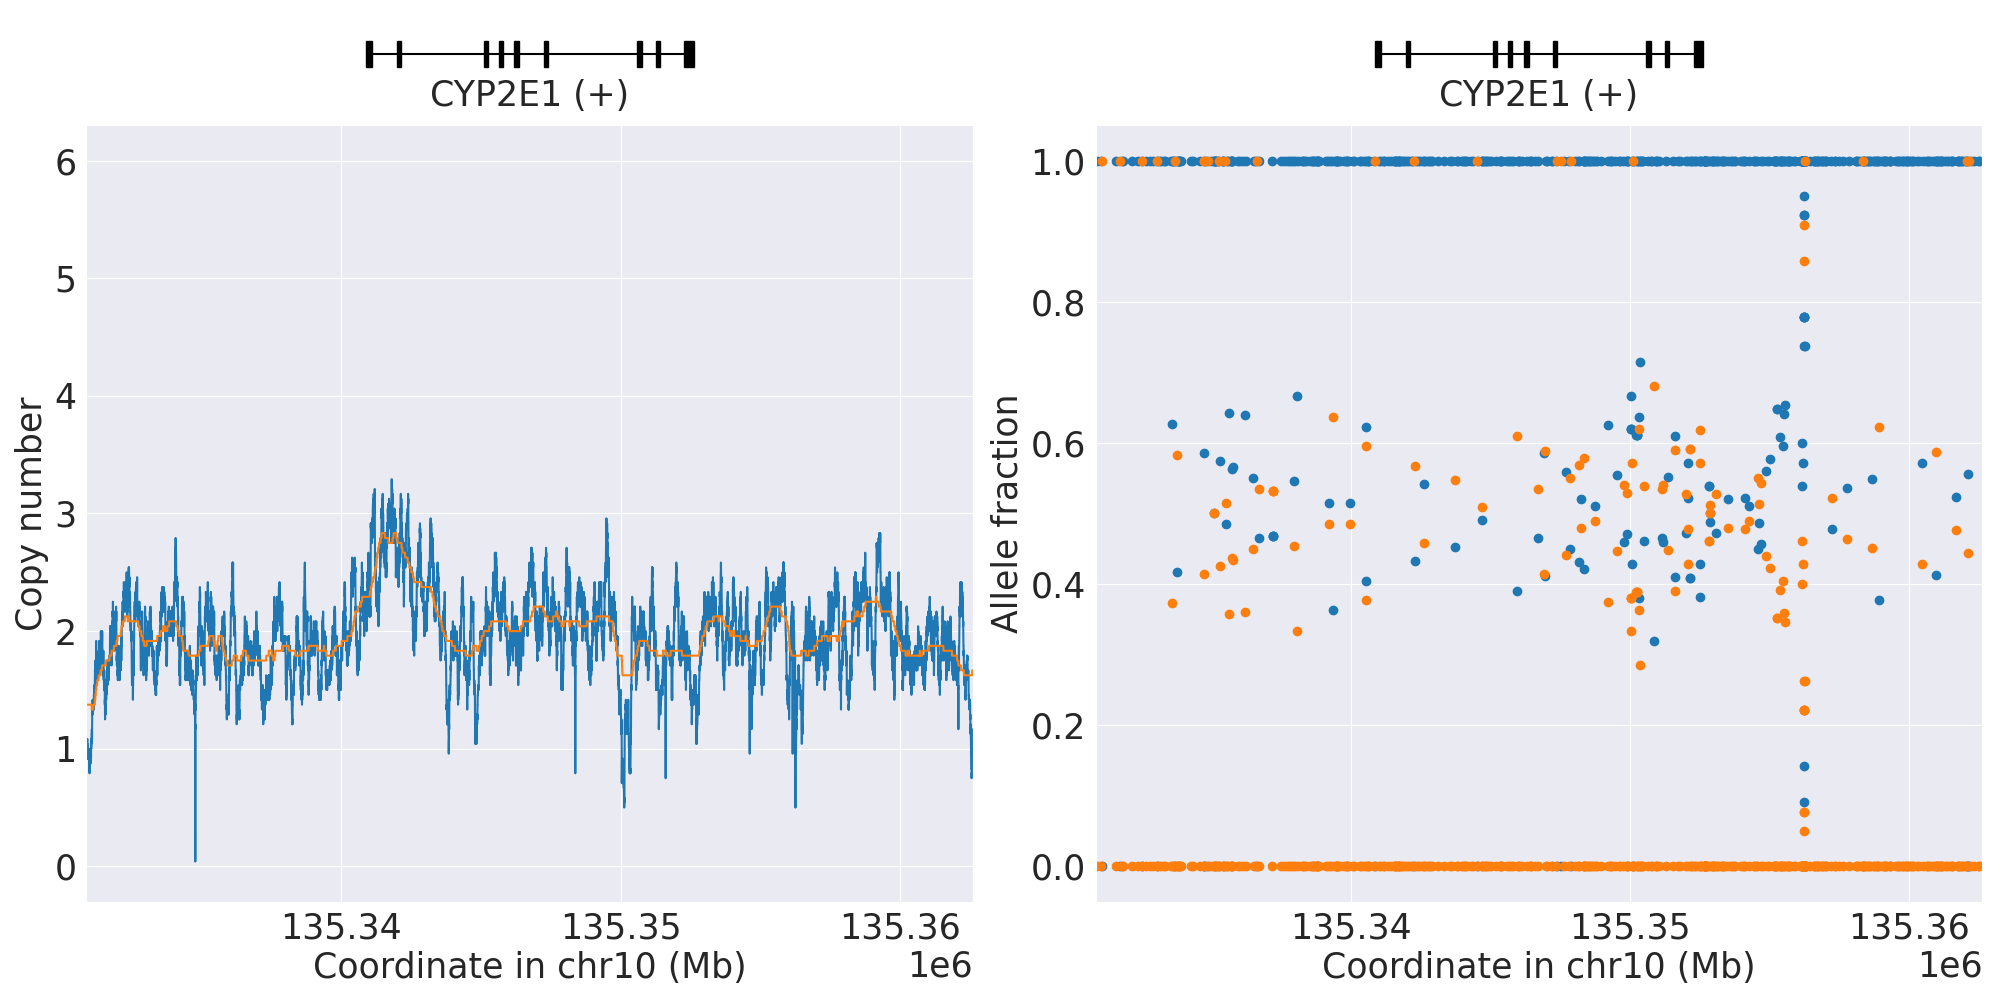 CYP2E1 (+)
6
5
4
3
2
1
0
Copy number
135.34 135.35 135.36
Coordinate in chr10 (Mb)
1e6
CYP2E1 (+)
1.0
0.8
0.6
0.4
0.2
0.0
Allele fraction
135.34 135.35 135.36
Coordinate in chr10 (Mb)
1e6